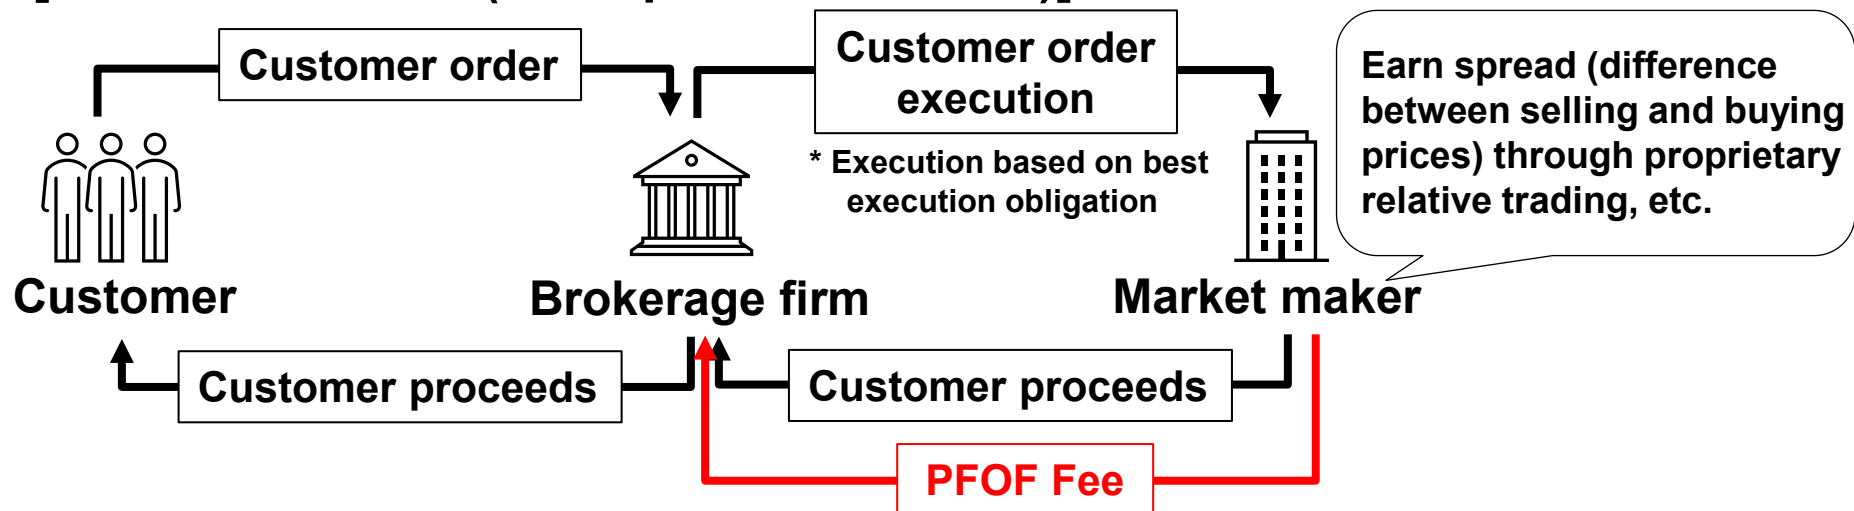 Customer order
Customer order
execution
* Execution based on best
execution obligation
Earn spread (difference
between selling and buying
prices) through proprietary
relative trading, etc.
Customer
Brokerage firm
Market maker
Customer proceeds
Customer proceeds
PFOF Fee